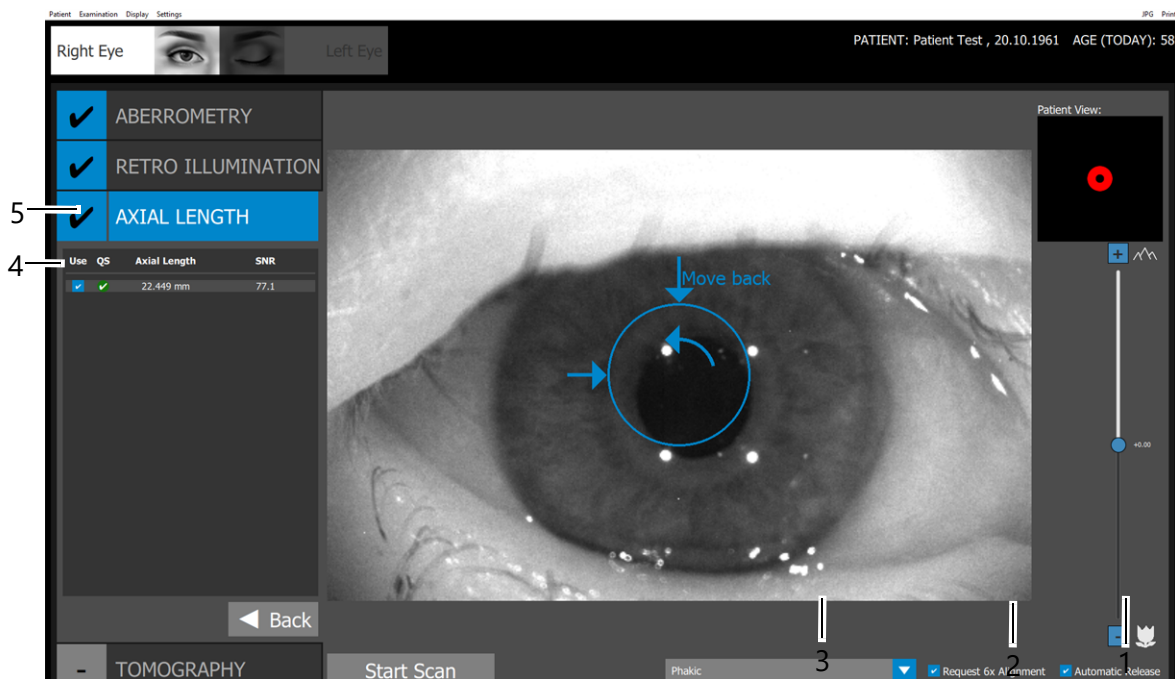 Patient Examination Display Settings JPG Prin
Right Eye Left Eye PATIENT: Patient Test , 20.10.1961 AGE (TODAY): 58
✔ ABERROMETRY
Patient View:
✔ RETRO ILLUMINATION
5 ✔ AXIAL LENGTH
4 Use QS Axial Length SNR
+
✔ ✔ 22.449 mm 77.1
Move back
+0.00
◀ Back
-
- TOMOGRAPHY
3 2 1
Start Scan
Phakic
Request 6x Alignment
Automatic Release